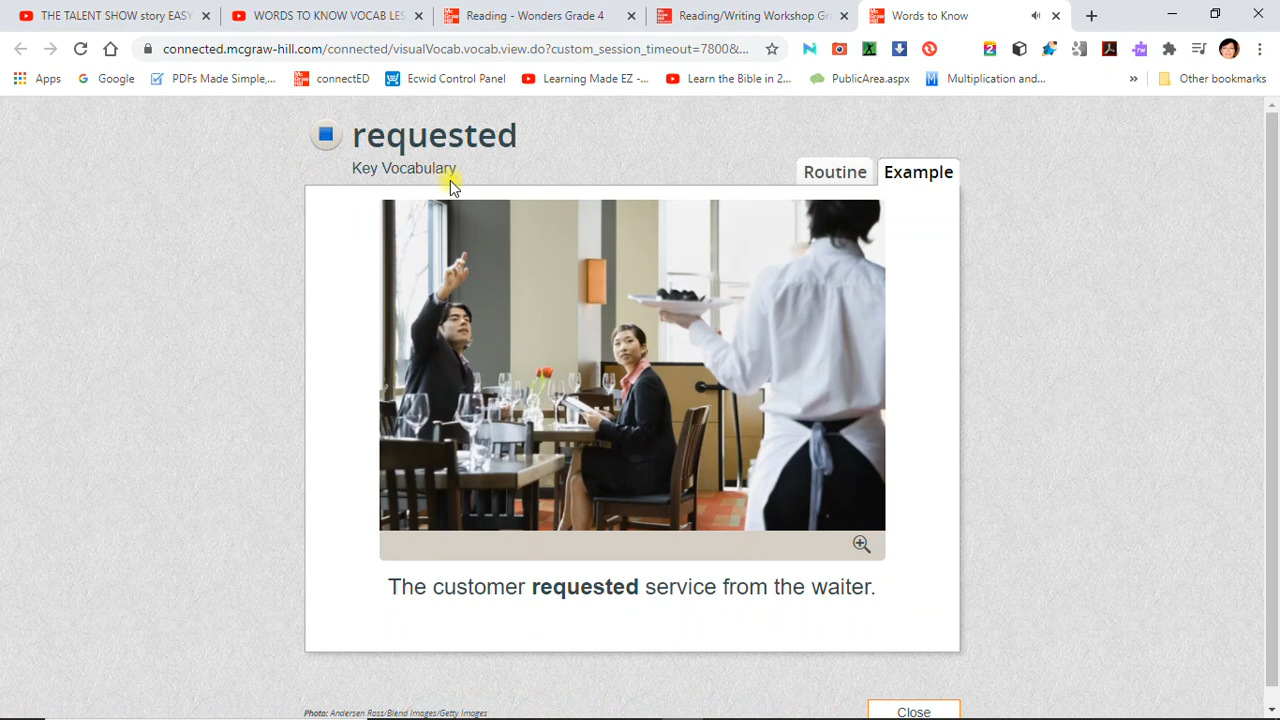 THE TALENT SHOW story EASY
WORDS TO KNOW VOCAB LES
Reading - Wonders Grade 4
Reading/Writing Workshop Gr
Words to Know
connected.mcgraw-hill.com/connected/visualVocab.vocab.view.do?custom_session_timeout=7800&...
Apps
Google
PDFs Made Simple,...
connectED
Ecwid Control Panel
Learning Made EZ -...
Learn the Bible in 2...
PublicArea.aspx
Multiplication and...
»
Other bookmarks
requested
Key Vocabulary
Routine
Example
The customer requested service from the waiter.
Photo: Andersen Ross/Blend Images/Getty Images
Close